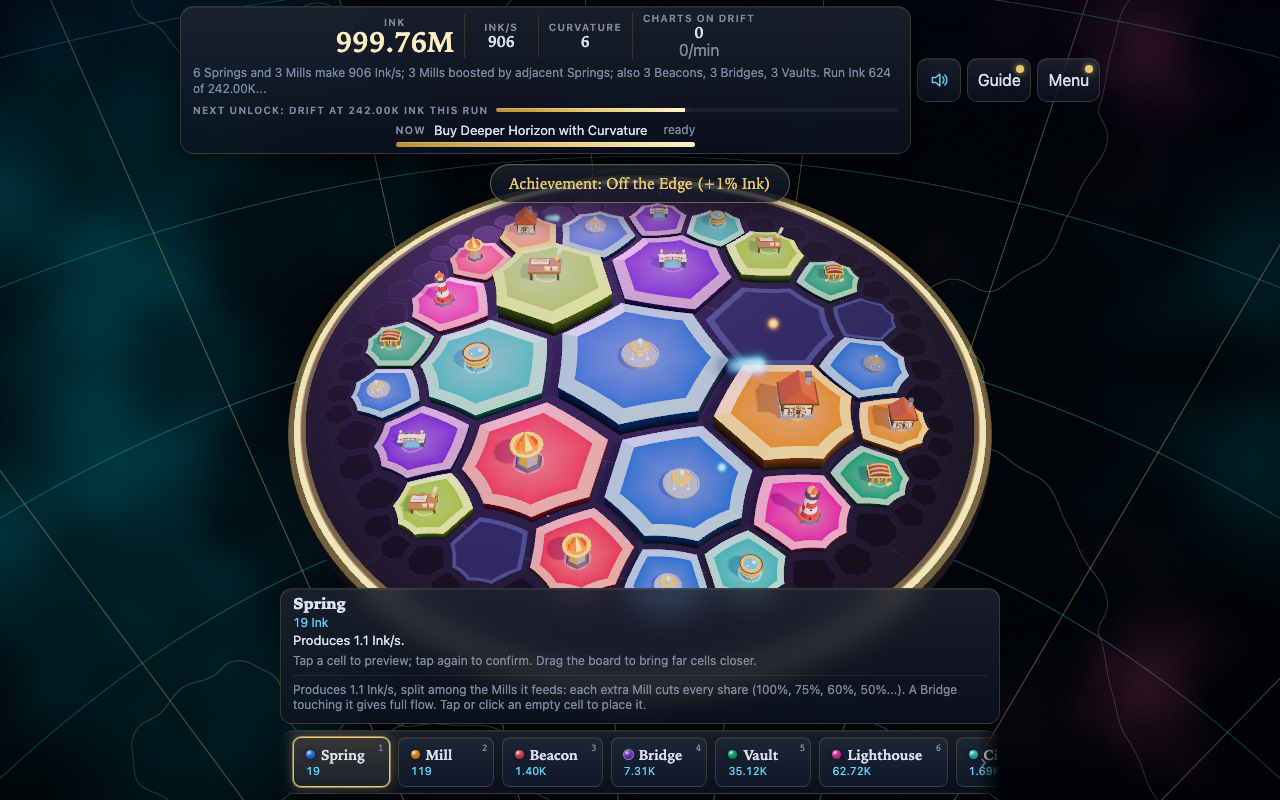 INK
999.76M
INK/S
906
CURVATURE
6
CHARTS ON DRIFT
0
0/min
6 Springs and 3 Mills make 906 Ink/s; 3 Mills boosted by adjacent Springs; also 3 Beacons, 3 Bridges, 3 Vaults. Run Ink 624
of 242.00K...
NEXT UNLOCK: DRIFT AT 242.00K INK THIS RUN
NOW Buy Deeper Horizon with Curvature ready
Guide
Menu
Achievement: Off the Edge (+1% Ink)
Spring
19 Ink
Produces 1.1 Ink/s.
Tap a cell to preview; tap again to confirm. Drag the board to bring far cells closer.
Produces 1.1 Ink/s, split among the Mills it feeds: each extra Mill cuts every share (100%, 75%, 60%, 50%...). A Bridge
touching it gives full flow. Tap or click an empty cell to place it.
Spring 1
19
Mill 2
119
Beacon 3
1.40K
Bridge 4
7.31K
Vault 5
35.12K
Lighthouse 6
62.72K